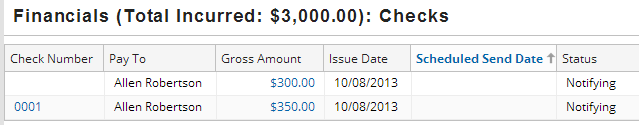 Financials (Total Incurred: $3,000.00): Checks
Check Number Pay To Gross Amount Issue Date Scheduled Send Date ↑ Status
Allen Robertson $300.00 10/08/2013 Notifying
0001 Allen Robertson $350.00 10/08/2013 Notifying